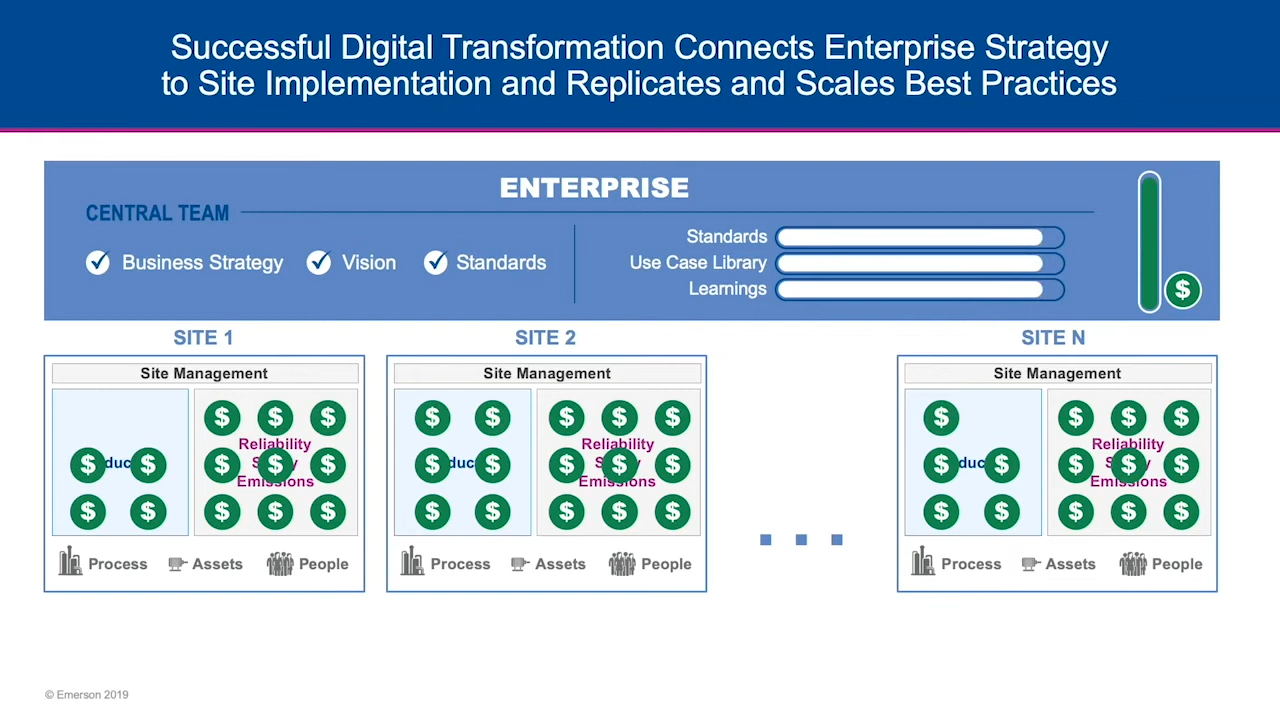 Successful Digital Transformation Connects Enterprise Strategy
to Site Implementation and Replicates and Scales Best Practices
ENTERPRISE
CENTRAL TEAM
Business Strategy Vision Standards
Standards
Use Case Library
Learnings
$
SITE 1
Site Management
$ $ $
Reliability
$ $ $ $ $
Emissions
$ $ $ $ $
Process Assets People
SITE 2
Site Management
$ $ $ $ $
Reliability
$ $ $ $ $
Emissions
$ $ $ $ $
Process Assets People
SITE N
Site Management
$ $ $ $
Reliability
$ $ $ $ $
Emissions
$ $ $ $ $
Process Assets People
© Emerson 2019